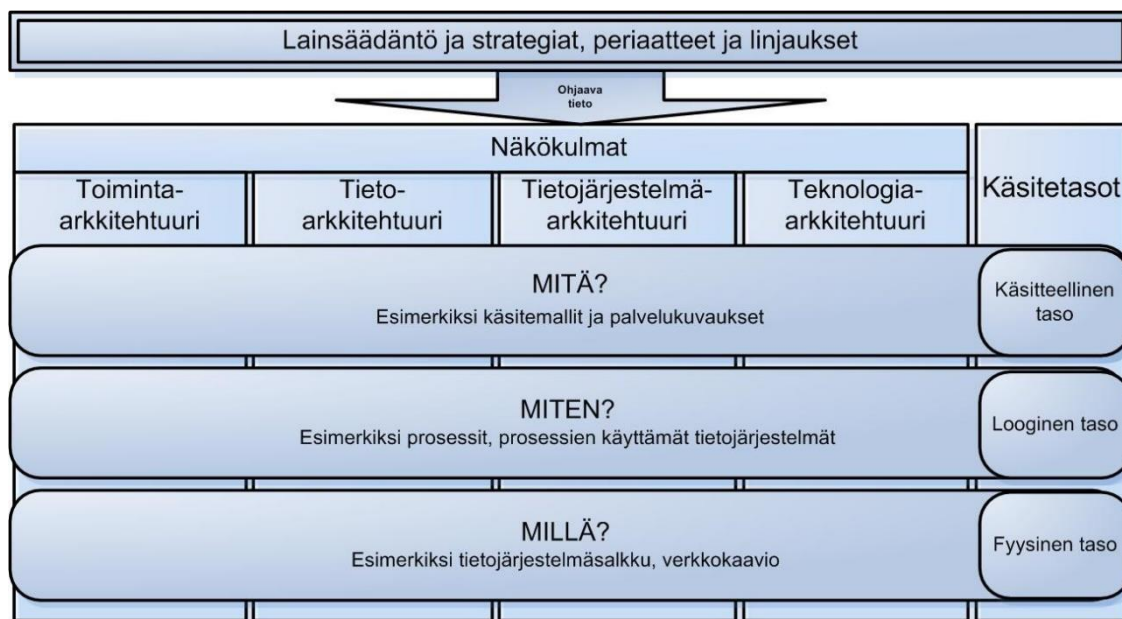 Lainsäädäntö ja strategiat, periaatteet ja linjaukset
Ohjaava
tieto
Näkökulmat
Käsitetasot
Toiminta-
arkkitehtuuri
Tieto-
arkkitehtuuri
Tietojärjestelmä-
arkkitehtuuri
Teknologia-
arkkitehtuuri
MITÄ?
Esimerkiksi käsitemallit ja palvelukuvaukset
Käsitteellinen
taso
MITEN?
Esimerkiksi prosessit, prosessien käyttämät tietojärjestelmät
Looginen taso
MILLÄ?
Esimerkiksi tietojärjestelmäsalkku, verkkokaavio
Fyysinen taso